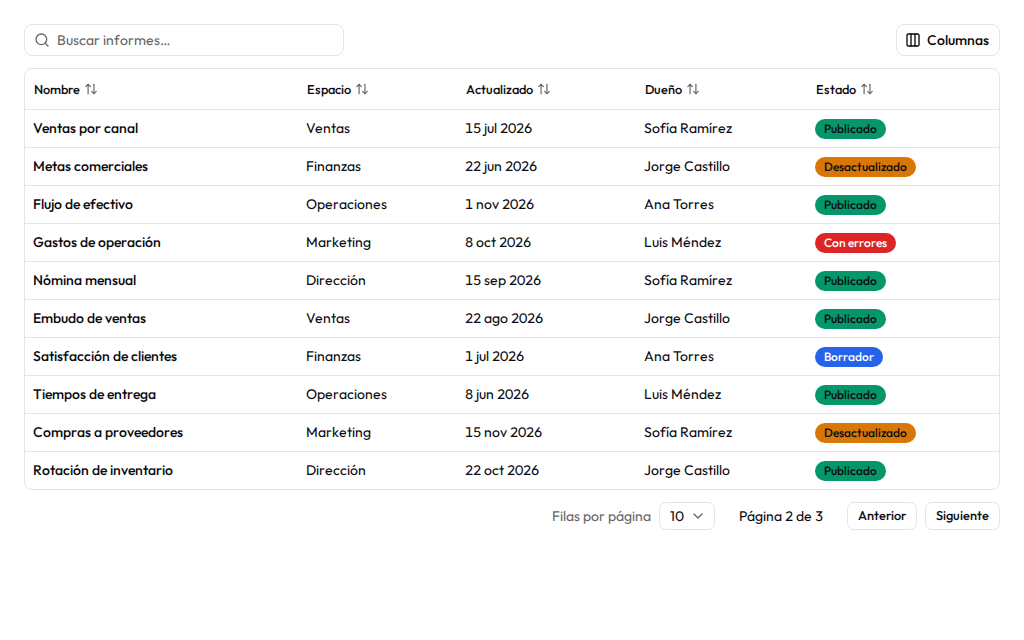 Buscar informes...
Columnas
Nombre Espacio Actualizado Dueño Estado
Ventas por canal Ventas 15 jul 2026 Sofía Ramírez Publicado
Metas comerciales Finanzas 22 jun 2026 Jorge Castillo Desactualizado
Flujo de efectivo Operaciones 1 nov 2026 Ana Torres Publicado
Gastos de operación Marketing 8 oct 2026 Luis Méndez Con errores
Nómina mensual Dirección 15 sep 2026 Sofía Ramírez Publicado
Embudo de ventas Ventas 22 ago 2026 Jorge Castillo Publicado
Satisfacción de clientes Finanzas 1 jul 2026 Ana Torres Borrador
Tiempos de entrega Operaciones 8 jun 2026 Luis Méndez Publicado
Compras a proveedores Marketing 15 nov 2026 Sofía Ramírez Desactualizado
Rotación de inventario Dirección 22 oct 2026 Jorge Castillo Publicado
Filas por página 10 Página 2 de 3 Anterior Siguiente